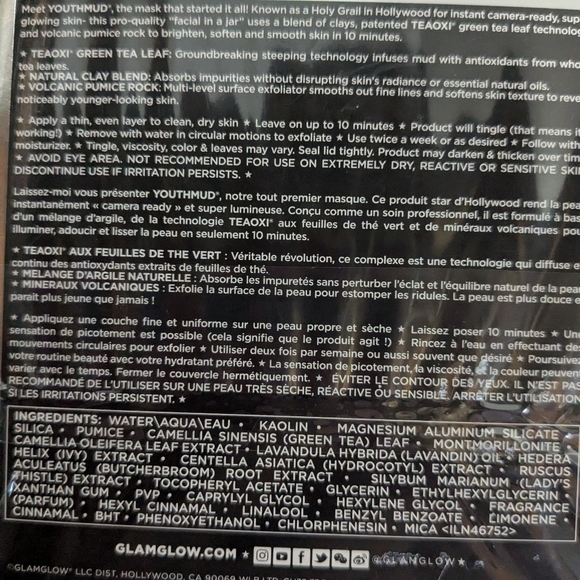 Meet YOUTHMUD®, the mask that started it all! Known as a Holy Grail in Hollywood for instant camera-ready,
glowing skin- this pro-quality "facial in a jar" uses a blend of clays, patented TEAOXI® green tea leaf
and volcanic pumice rock to brighten, soften and smooth skin in 10 minutes.
★ TEAOXI® GREEN TEA LEAF: Groundbreaking steeping technology infuses mud with antioxidants from
tea leaves.
★ NATURAL CLAY BLEND: Absorbs impurities without disrupting skin's radiance or essential natural oils.
★ VOLCANIC PUMICE ROCK: Multi-level surface exfoliator smooths out fine lines and softens skin texture to
noticeably younger-looking skin.
★ Apply a thin, even layer to clean, dry skin ★ Leave on up to 10 minutes ★ Product will tingle (that means
working!) ★ Remove with water in circular motions to exfoliate ★ Use twice a week or as desired ★ Follow with
moisturizer. ★ Tingle, viscosity, color & leaves may vary. Seal lid tightly. Product may darken & thicken over
★ AVOID EYE AREA. NOT RECOMMENDED FOR USE ON EXTREMELY DRY, REACTIVE OR SENSITIVE
DISCONTINUE USE IF IRRITATION PERSISTS. ★
Laissez-moi vous présenter YOUTHMUD®, notre tout premier masque. Ce produit star d'Hollywood rend la
instantanément « camera ready » et super lumineuse. Conçu comme un soin professionnel, il est formulé à
d'un mélange d'argile, de la technologie TEAOXI® aux feuilles de thé vert et de minéraux volcaniques
illuminer, adoucir et lisser la peau en seulement 10 minutes.
★ TEAOXI® AUX FEUILLES DE THE VERT : Véritable révolution, ce complexe est une technologie qui diffuse
continu des antioxydants extraits de feuilles de thé.
★ MELANGE D'ARGILE NATURELLE : Absorbe les impuretés sans perturber l'éclat et l'équilibre naturel de la
★ MINERAUX VOLCANIQUES : Exfolie la surface de la peau pour estomper les ridules. La peau est plus douce
parait plus jeune que jamais !
★ Appliquez une couche fine et uniforme sur une peau propre et sèche ★ Laissez poser 10 minutes ★
sensation de picotement est possible (cela signifie que le produit agit !) ★ Rincez à l'eau en effectuant
mouvements circulaires pour exfolier ★ Utiliser deux fois par semaine ou aussi souvent que désiré ★
votre routine beauté avec votre hydratant préféré. ★ La sensation de picotement, la viscosité, et la couleur peuvent
varier avec le temps. Fermer le couvercle hermétiquement. ★ ÉVITER LE CONTOUR DES YEUX. IL N'EST
RECOMMANDÉ DE L'UTILISER SUR UNE PEAU TRÈS SÈCHE, RÉACTIVE OU SENSIBLE. ARRÊTER L'UTILISATION
SI LES IRRITATIONS PERSISTENT. ★
INGREDIENTS: WATER\AQUA\EAU • KAOLIN • MAGNESIUM ALUMINUM SILICATE •
SILICA • PUMICE • CAMELLIA SINENSIS (GREEN TEA) LEAF • MONTMORILLONITE •
CAMELLIA OLEIFERA LEAF EXTRACT • LAVANDULA HYBRIDA (LAVANDIN) OIL • HEDERA
HELIX (IVY) EXTRACT • CENTELLA ASIATICA (HYDROCOTYL) EXTRACT • RUSCUS
ACULEATUS (BUTCHERBROOM) ROOT EXTRACT • SILYBUM MARIANUM (LADY'S
THISTLE) EXTRACT • TOCOPHERYL ACETATE • GLYCERIN • ETHYLHEXYLGLYCERIN
• XANTHAN GUM • PVP • CAPRYLYL GLYCOL • HEXYLENE GLYCOL • FRAGRANCE
(PARFUM) • HEXYL CINNAMAL • LINALOOL • BENZYL BENZOATE • LIMONENE •
CINNAMAL • BHT • PHENOXYETHANOL • CHLORPHENESIN • MICA <ILN46752>
GLAMGLOW.COM ★ @GLAMGLOW ★
©GLAMGLOW LLC DIST. HOLLYWOOD, CA 90069